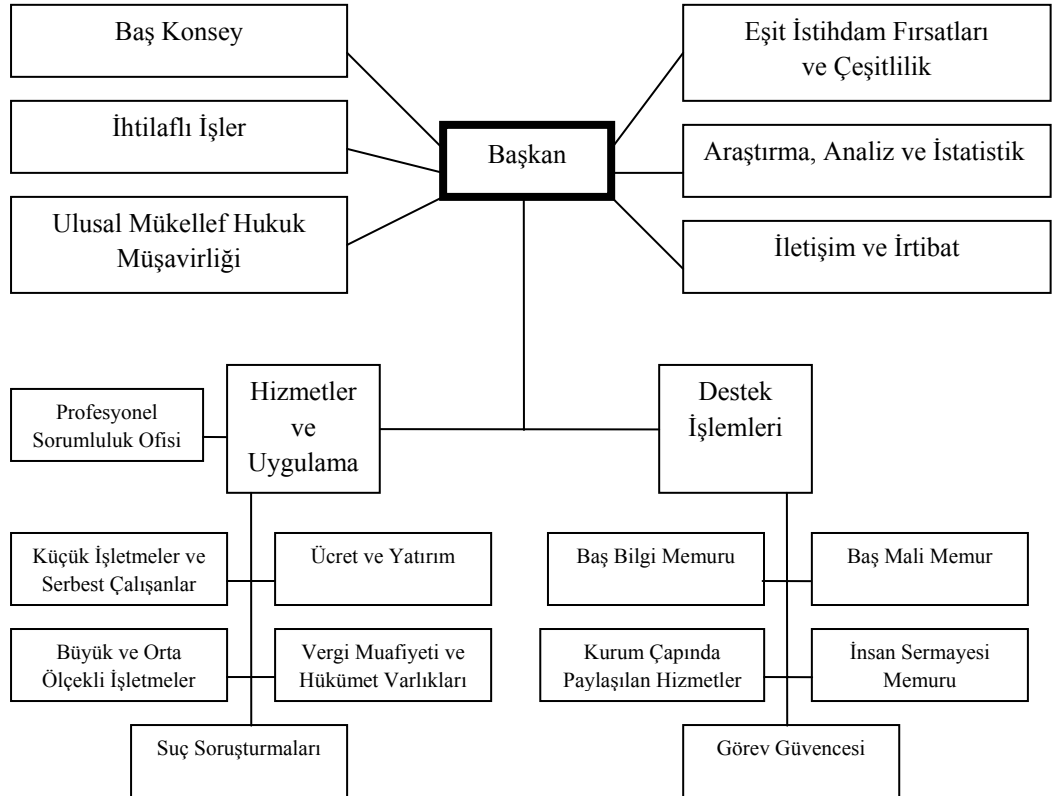 Baş Konsey
İhtilaflı İşler
Ulusal Mükellef Hukuk
Müşavirliği
Başkan
Eşit İstihdam Fırsatları
ve Çeşitlilik
Araştırma, Analiz ve İstatistik
İletişim ve İrtibat
Profesyonel
Sorumluluk Ofisi
Hizmetler
ve
Uygulama
Destek
İşlemleri
Küçük İşletmeler ve
Serbest Çalışanlar
Ücret ve Yatırım
Büyük ve Orta
Ölçekli İşletmeler
Vergi Muafiyeti ve
Hükümet Varlıkları
Suç Soruşturmaları
Baş Bilgi Memuru
Baş Mali Memur
Kurum Çapında
Paylaşılan Hizmetler
İnsan Sermayesi
Memuru
Görev Güvencesi